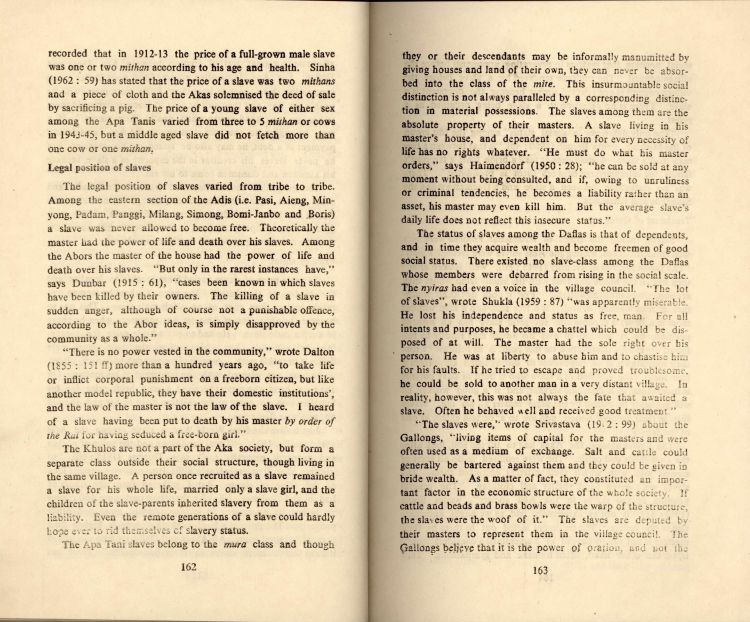 recorded that in 1912-13 the price of a full-grown male slave
was one or two mithan according to his age and health. Sinha
(1962 : 59) has stated that the price of a slave was two mithans
and a piece of cloth and the Akas solemnised the deed of sale
by sacrificing a pig. The price of a young slave of either sex
among the Apa Tanis varied from three to 5 mithan or cows
in 1943-45, but a middle aged slave did not fetch more than
one cow or one mithan.
Legal position of slaves
The legal position of slaves varied from tribe to tribe.
Among the eastern section of the Adis (i.e. Pasi, Aieng, Min-
yong, Padam, Panggi, Milang, Simong, Bomi-Janbo and Boris)
a slave was never allowed to become free. Theoretically the
master had the power of life and death over his slaves. Among
the Abors the master of the house had the power of life and
death over his slaves. "But only in the rarest instances have,"
says Dunbar (1915 : 61), "cases been known in which slaves
have been killed by their owners. The killing of a slave in
sudden anger, although of course not a punishable offence,
according to the Abor ideas, is simply disapproved by the
community as a whole."
"There is no power vested in the community," wrote Dalton
(1855 : 151 ff) more than a hundred years ago, "to take life
or inflict corporal punishment on a freeborn citizen, but like
another model republic, they have their domestic institutions',
and the law of the master is not the law of the slave. I heard
of a slave having been put to death by his master by order of
the Rai for having seduced a free-born girl."
The Khulos are not a part of the Aka society, but form a
separate class outside their social structure, though living in
the same village. A person once recruited as a slave remained
a slave for his whole life, married only a slave girl, and the
children of the slave-parents inherited slavery from them as a
liability. Even the remote generations of a slave could hardly
hope ever to rid themselves of slavery status.
The Apa Tani slaves belong to the mura class and though
162
they or their descendants may be informally manumitted by
giving houses and land of their own, they can never be absor-
bed into the class of the mite. This insurmountable social
distinction is not always paralleled by a corresponding distinc-
tion in material possessions. The slaves among them are the
absolute property of their masters. A slave living in his
master's house, and dependent on him for every necessity of
life has no rights whatever. "He must do what his master
orders," says Haimendorf (1950 : 28); "he can be sold at any
moment without being consulted, and if, owing to unruliness
or criminal tendencies, he becomes a liability rather than an
asset, his master may even kill him. But the average slave's
daily life does not reflect this insecure status."
The status of slaves among the Daflas is that of dependents,
and in time they acquire wealth and become freemen of good
social status. There existed no slave-class among the Daflas
whose members were debarred from rising in the social scale.
The nyiras had even a voice in the village council. "The lot
of slaves", wrote Shukla (1959 : 87) "was apparently miserable.
He lost his independence and status as free, man. For all
intents and purposes, he became a chattel which could be dis-
posed of at will. The master had the sole right over his
person. He was at liberty to abuse him and to chastise him
for his faults. If he tried to escape and proved troublesome,
he could be sold to another man in a very distant village. In
reality, however, this was not always the fate that awaited a
slave. Often he behaved well and received good treatment."
"The slaves were," wrote Srivastava : 99) about the
Gallongs, "living items of capital for the masters and were
often used as a medium of exchange. Salt and cattle could
generally be bartered against them and they could be given in
bride wealth. As a matter of fact, they constituted an impor-
tant factor in the economic structure of the whole society. If
cattle and beads and brass bowls were the warp of the structure,
the slaves were the woof of it." The slaves are deputed by
their masters to represent them in the village council. The
Gallongs believe that it is the power of oration, and not the
163